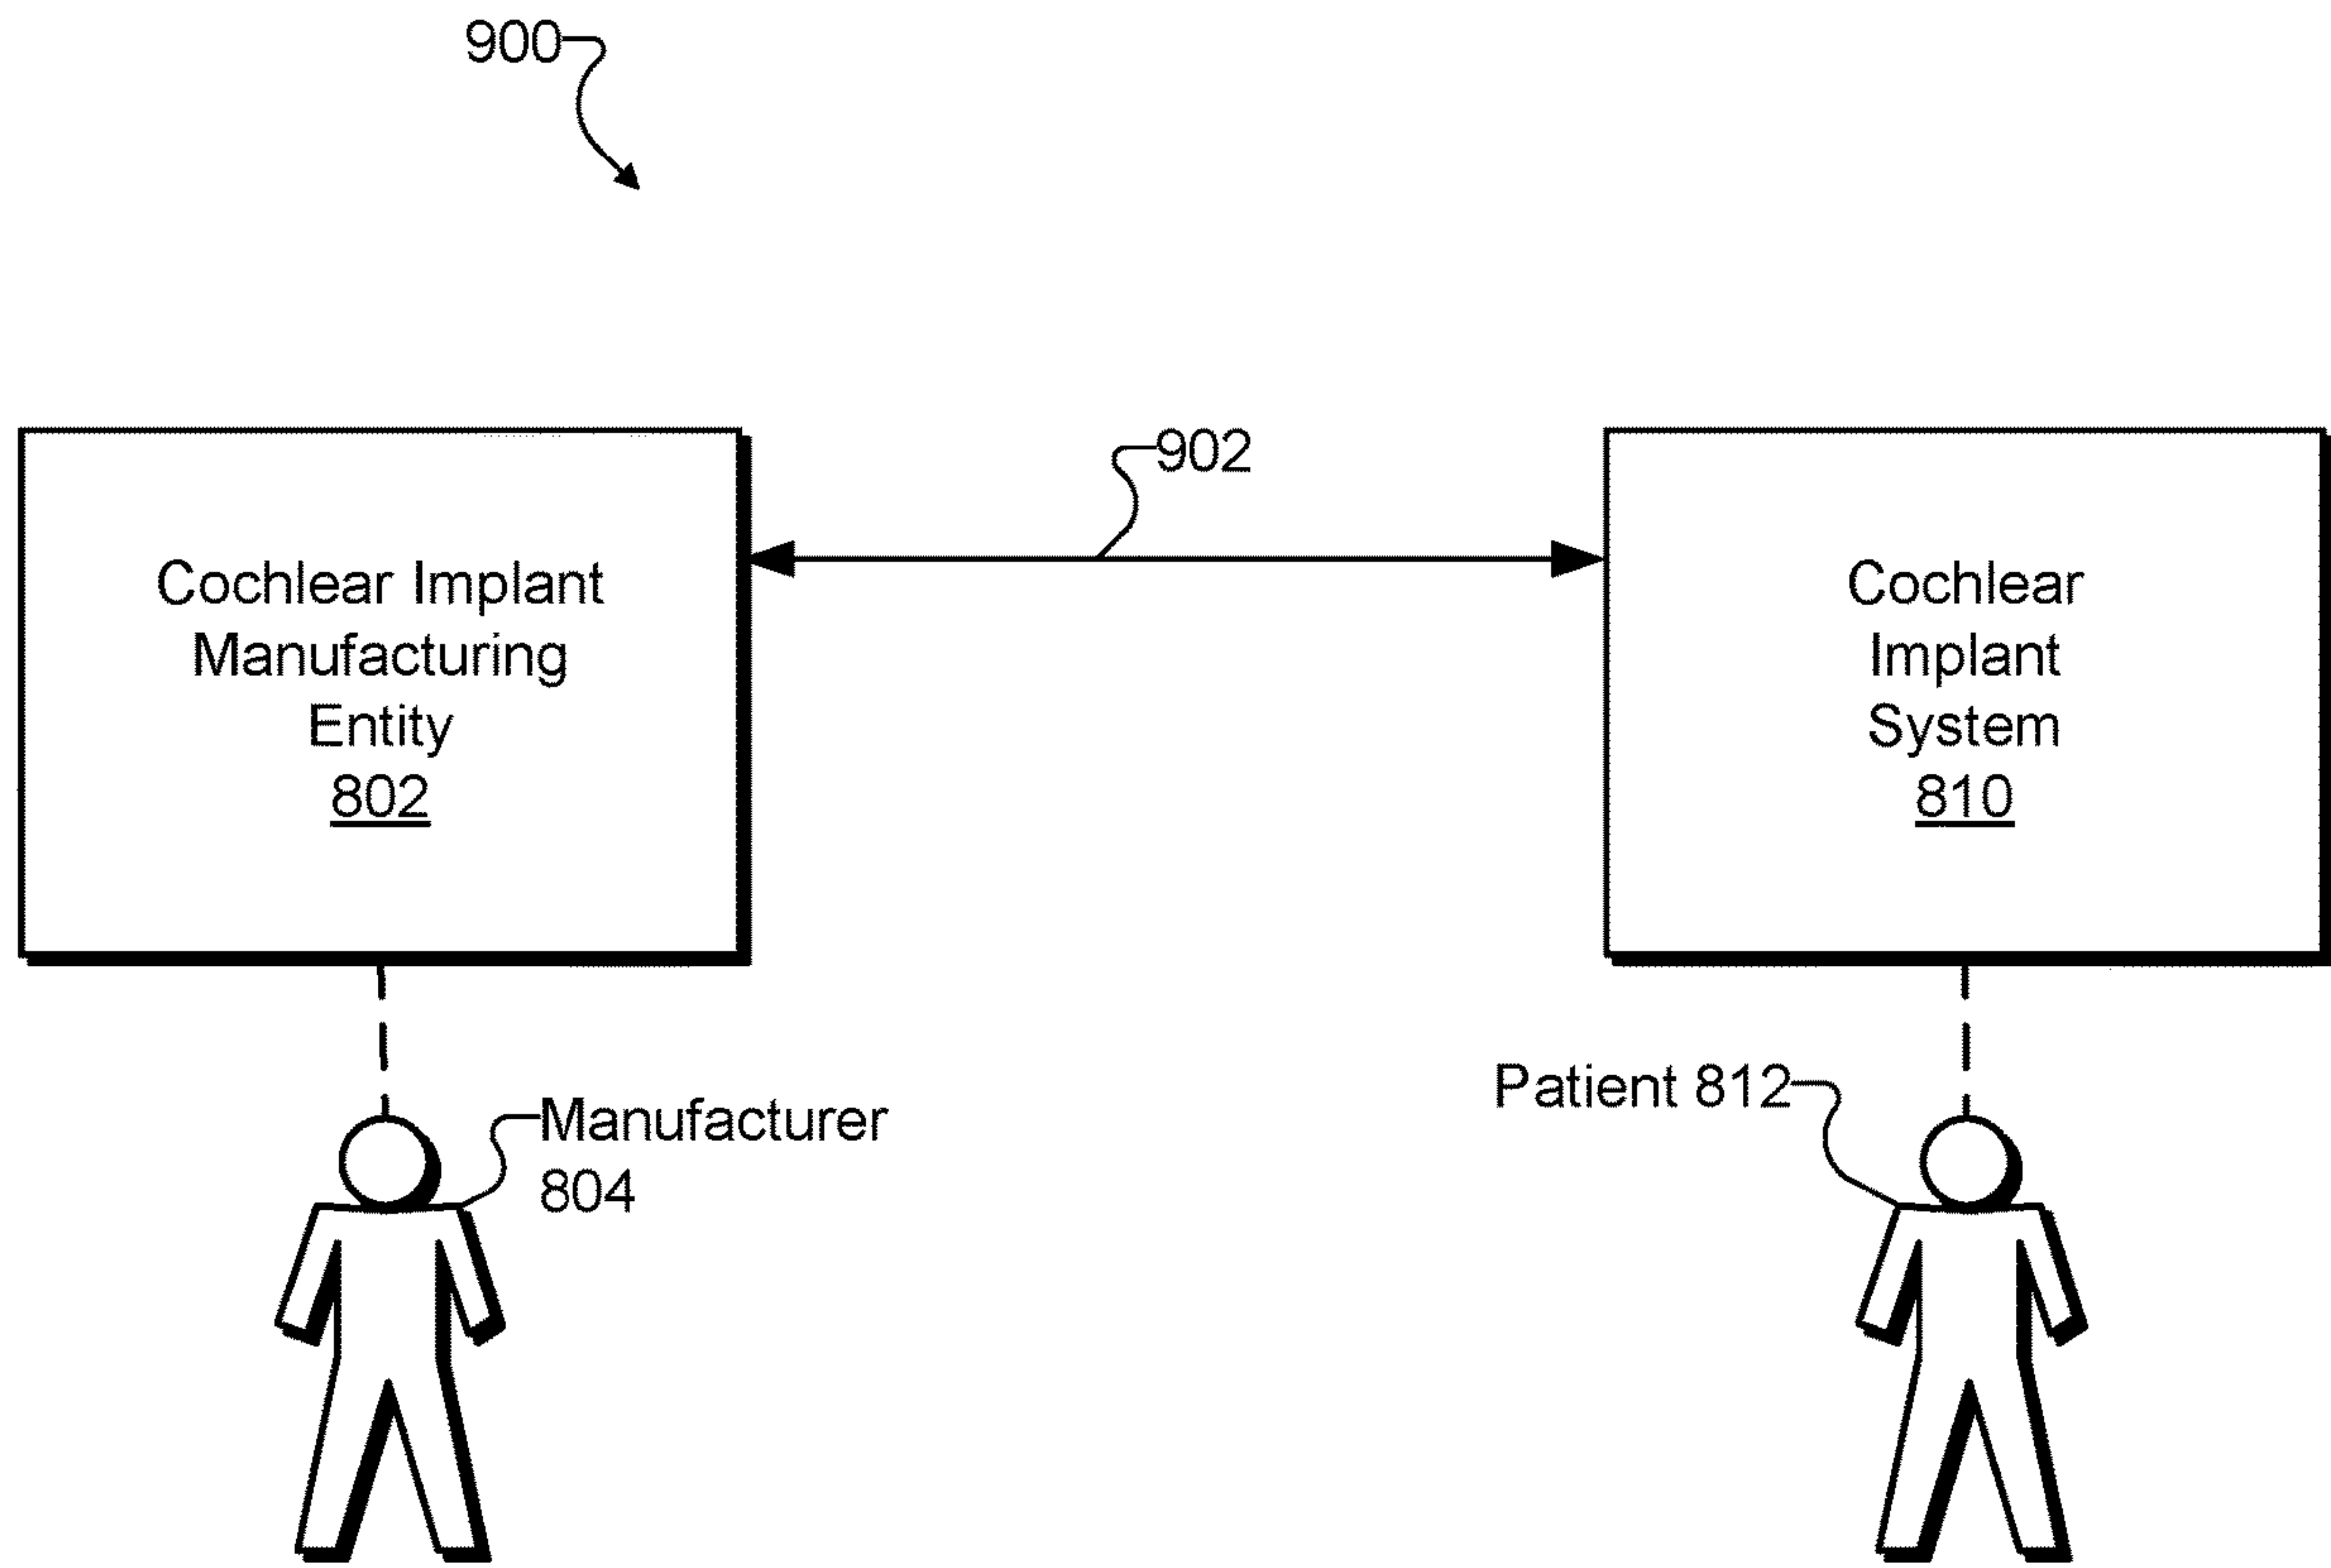 900
902
Cochlear Implant
Manufacturing
Entity
802
Cochlear
Implant
System
810
Manufacturer
804
Patient 812